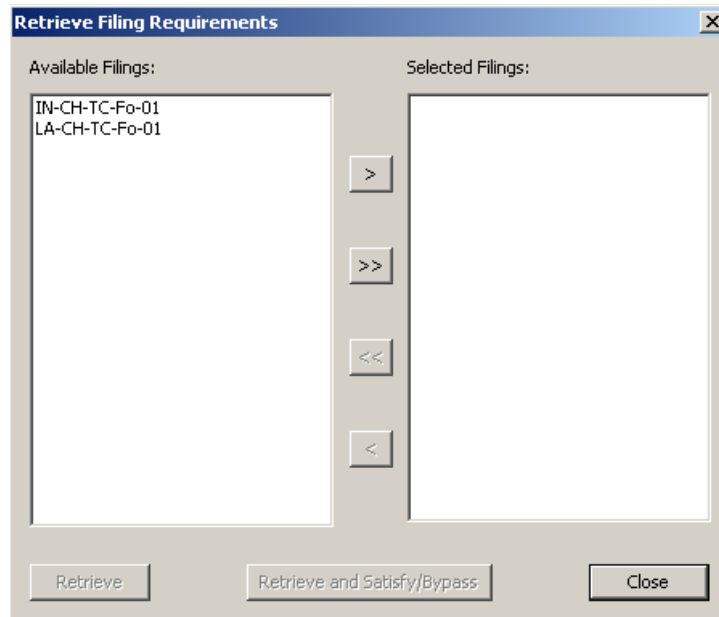 Retrieve Filing Requirements
Available Filings:
Selected Filings:
IN-CH-TC-Fo-01
LA-CH-TC-Fo-01
>
>>
<<
<
Retrieve
Retrieve and Satisfy/Bypass
Close